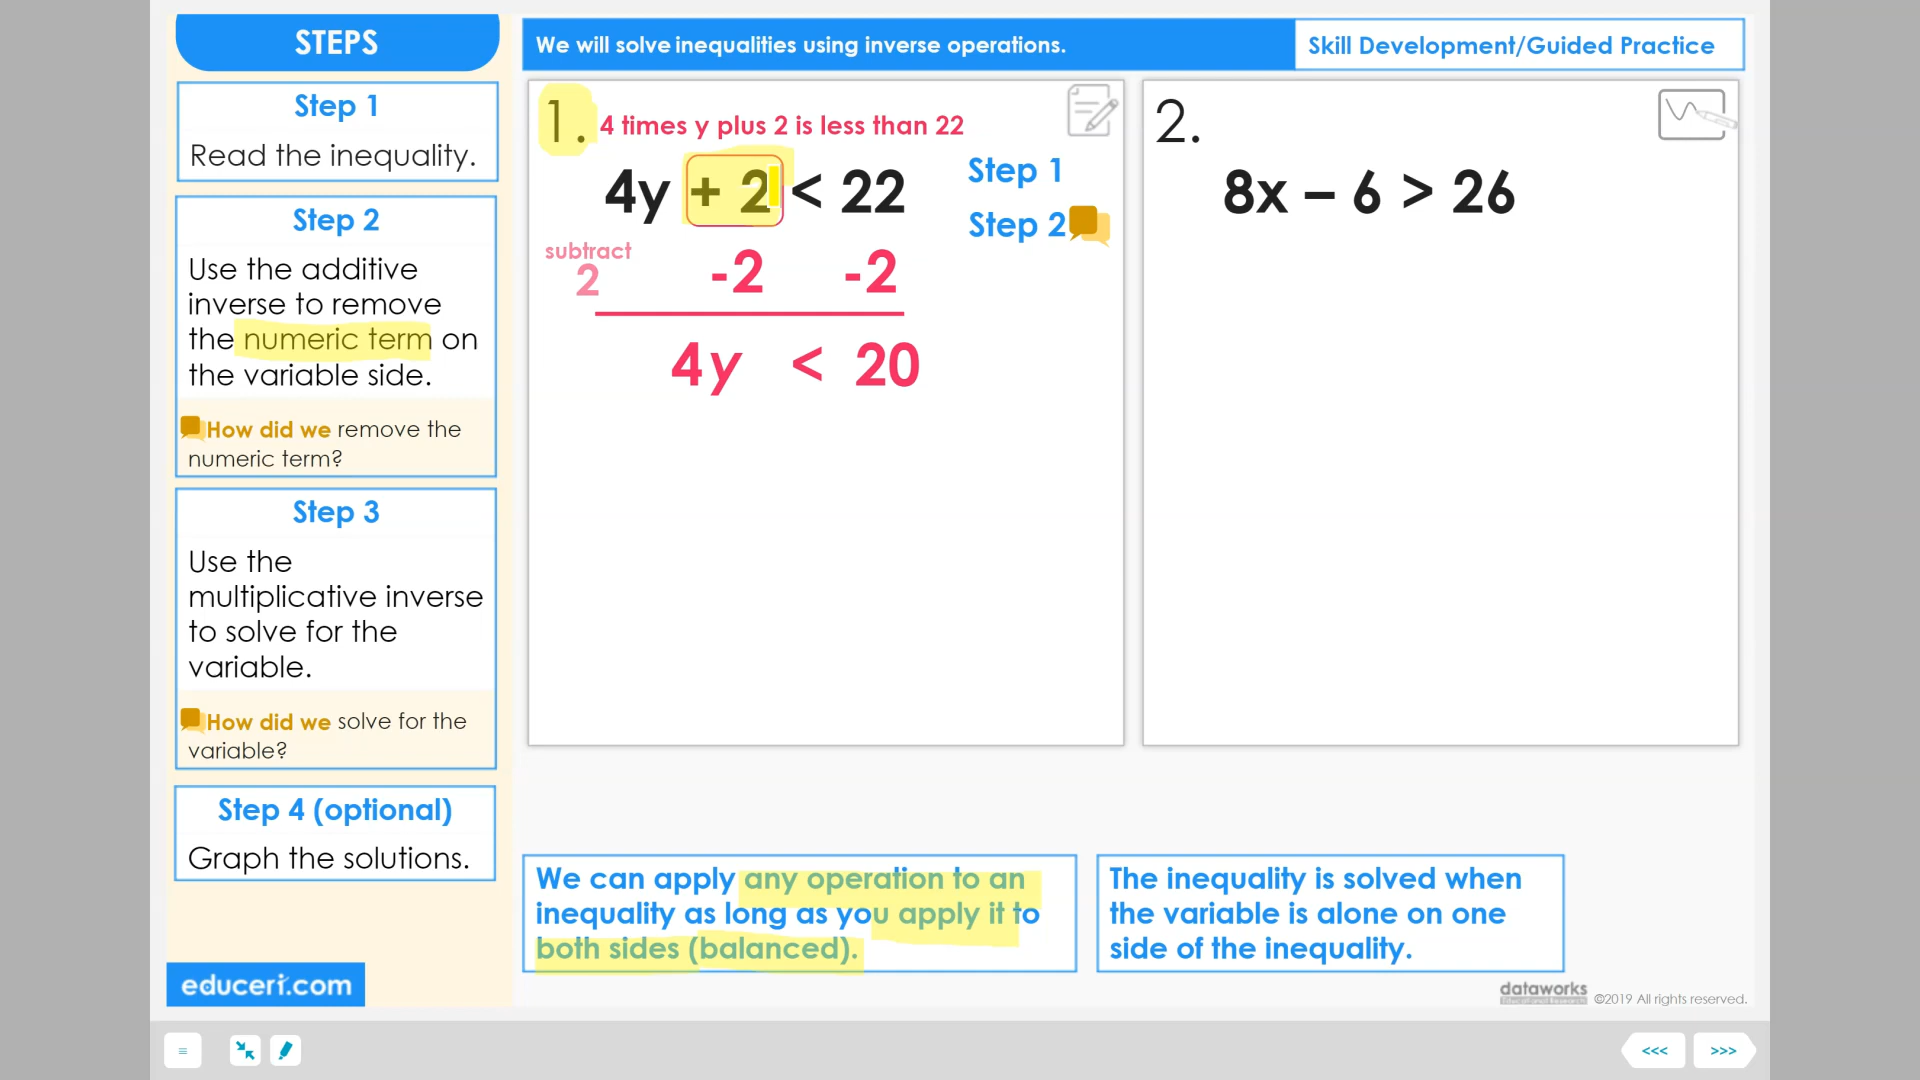 STEPS
Step 1
Read the inequality.
Step 2
Use the additive
inverse to remove
the numeric term on
the variable side.
How did we remove the
numeric term?
Step 3
Use the
multiplicative inverse
to solve for the
variable.
How did we solve for the
variable?
Step 4 (optional)
Graph the solutions.
educeri.com
We will solve inequalities using inverse operations.
Skill Development/Guided Practice
1.
4 times y plus 2 is less than 22
4y + 2 < 22
Step 1
Step 2
subtract
2
-2 -2
4y < 20
2.
8x – 6 > 26
We can apply any operation to an
inequality as long as you apply it to
both sides (balanced).
The inequality is solved when
the variable is alone on one
side of the inequality.
dataworks
Educational Research
©2019 All rights reserved.
<<<
>>>